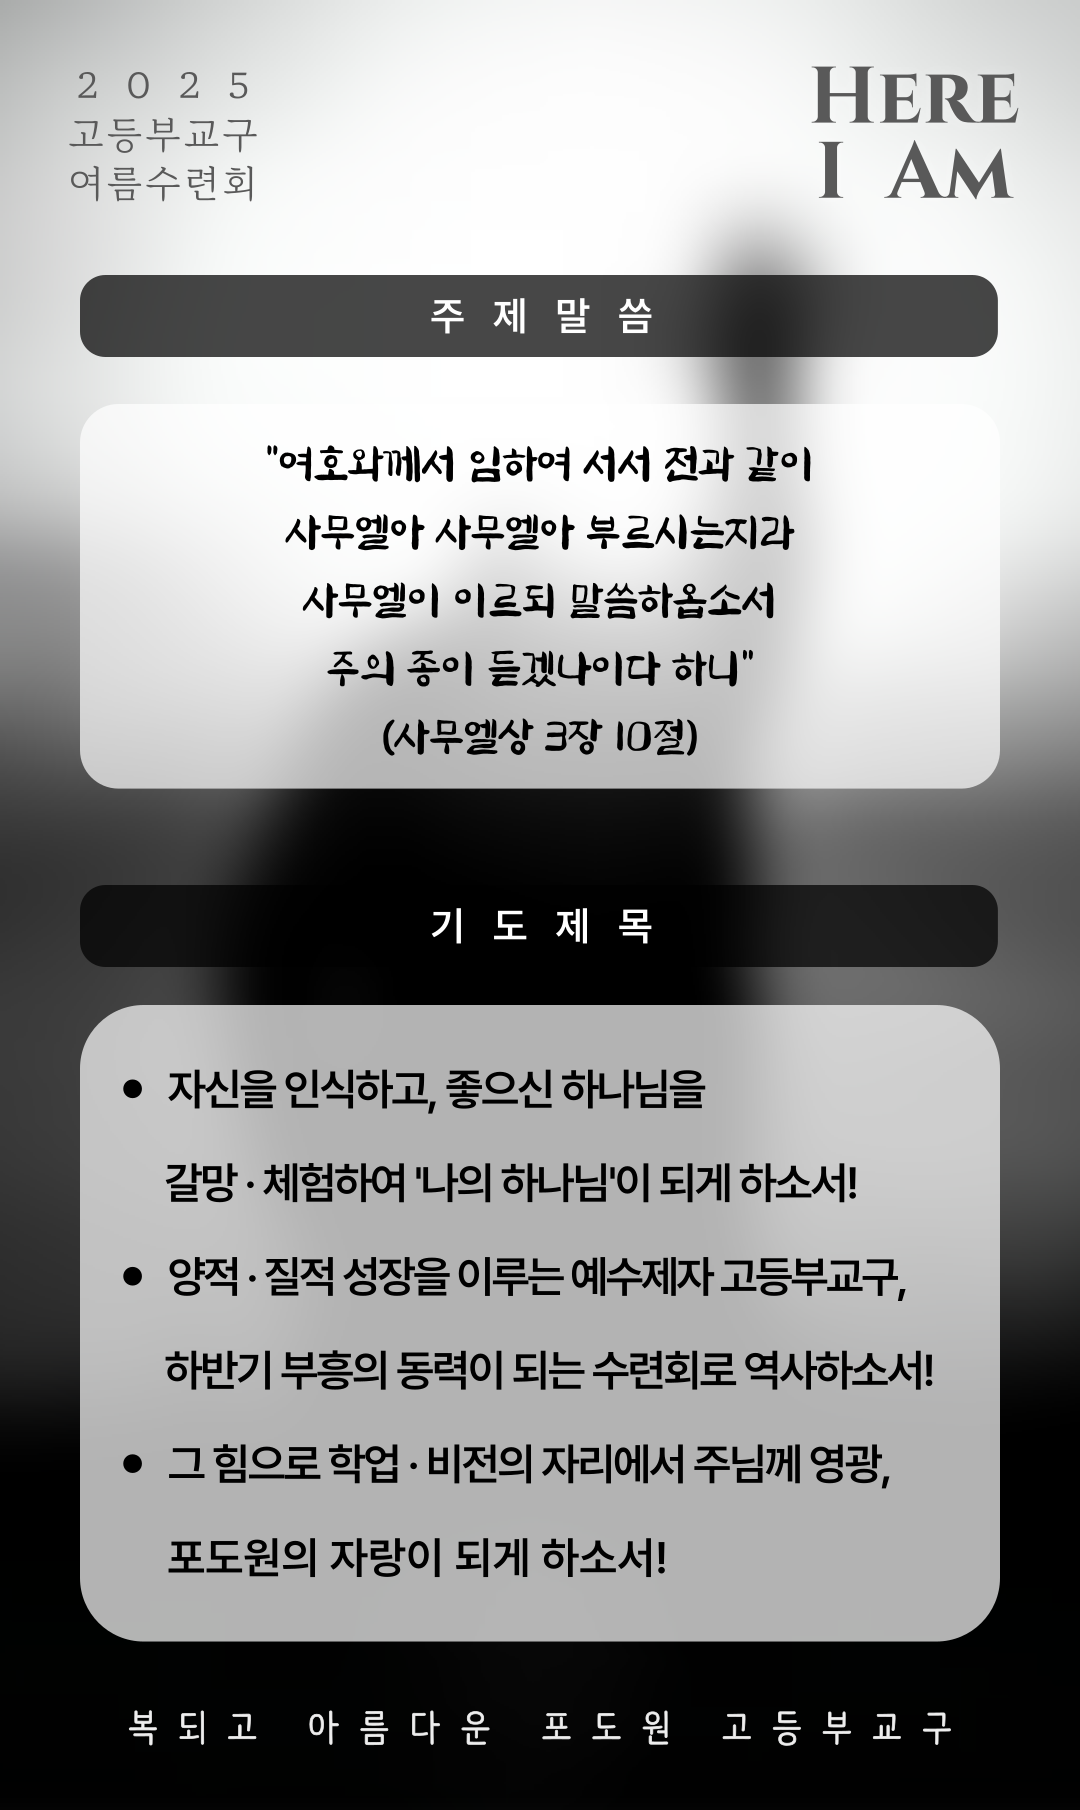 2 0 2 5
고등부교구
여름수련회
HERE
I AM
주 제 말 씀
"여호와께서 임하여 서서 전과 같이
사무엘아 사무엘아 부르시는지라
사무엘이 이르되 말씀하옵소서
주의 종이 듣겠나이다 하니"
(사무엘상 3장 10절)
기 도 제 목
● 자신을 인식하고, 좋으신 하나님을
갈망 · 체험하여 '나의 하나님'이 되게 하소서!
● 양적 · 질적 성장을 이루는 예수제자 고등부교구,
하반기 부흥의 동력이 되는 수련회로 역사하소서!
● 그 힘으로 학업 · 비전의 자리에서 주님께 영광,
포도원의 자랑이 되게 하소서!
복되고 아름다운 포도원 고등부교구